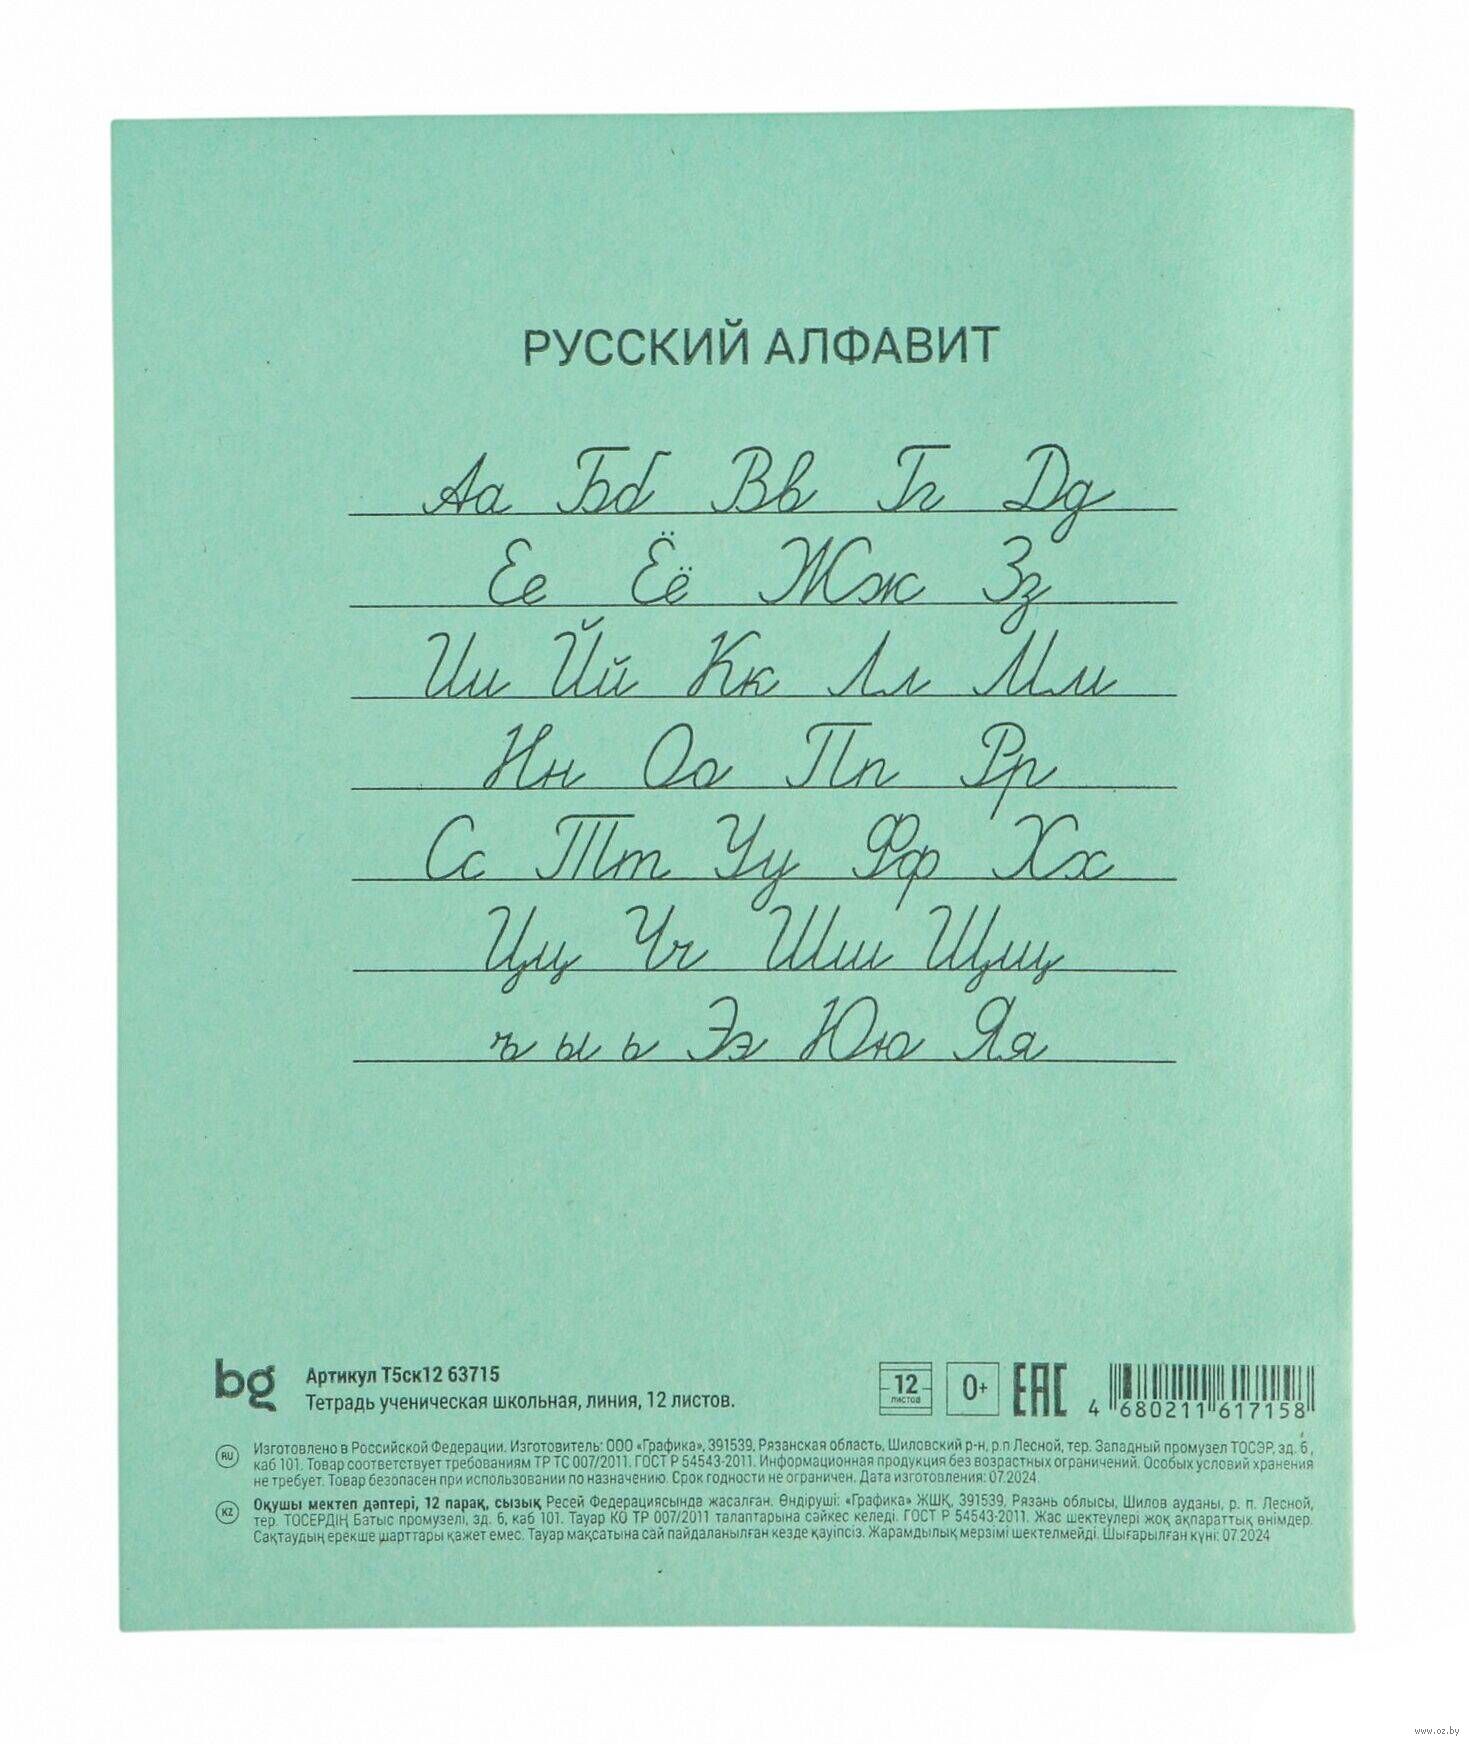 РУССКИЙ АЛФАВИТ
Аа Бб Вв Гг Дд
Ее Ёё Жж Зз
Ии Йй Кк Лл Мм
Нн Оо Пп Рр
Сс Тт Уу Фф Хх
Цц Чч Шш Щщ
ъ ы ь Ээ Юю Яя
bg
Артикул Т5ск12 63715
Тетрадь ученическая школьная, линия, 12 листов.
12
ЛИСТОВ
0+
ЕАС
4 680211 617158
RU
Изготовлено в Российской Федерации. Изготовитель: ООО «Графика», 391539, Рязанская область, Шиловский р-н, р.п Лесной, тер. Западный промузел ТОСЭР, зд. 6,
каб 101. Товар соответствует требованиям ТР ТС 007/2011. ГОСТ Р 54543-2011. Информационная продукция без возрастных ограничений. Особых условий хранения
не требует. Товар безопасен при использовании по назначению. Срок годности не ограничен. Дата изготовления: 07.2024.
KZ
Оқушы мектеп дәптері, 12 парақ, сызық Ресей Федерациясында жасалған. Өндіруші: «Графика» ЖШҚ, 391539, Рязань облысы, Шилов ауданы, р. п. Лесной,
тер. ТОСЕРДІҢ Батыс промузелі, зд. 6, каб 101. Тауар КО ТР 007/2011 талаптарына сәйкес келеді. ГОСТ Р 54543-2011. Жас шектеулері жоқ ақпараттық өнімдер.
Сақтаудың ерекше шарттары қажет емес. Тауар мақсатына сай пайдаланылған кезде қауіпсіз. Жарамдылық мерзімі шектелмейді. Шығарылған күні: 07.2024
www.oz.by